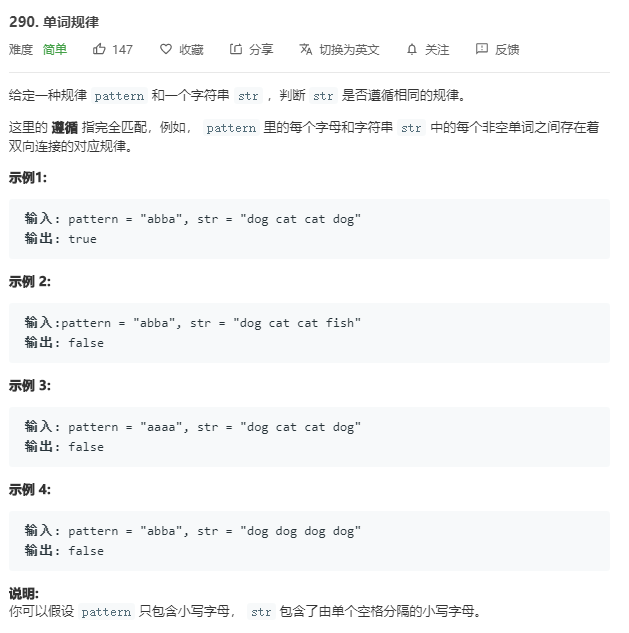 290. 单词规律
难度 简单 147 收藏 分享 切换为英文 关注 反馈
给定一种规律 pattern 和一个字符串 str ，判断 str 是否遵循相同的规律。
这里的 遵循 指完全匹配，例如， pattern 里的每个字母和字符串 str 中的每个非空单词之间存在着
双向连接的对应规律。
示例1:
输入: pattern = "abba", str = "dog cat cat dog"
输出: true
示例 2:
输入:pattern = "abba", str = "dog cat cat fish"
输出: false
示例 3:
输入: pattern = "aaaa", str = "dog cat cat dog"
输出: false
示例 4:
输入: pattern = "abba", str = "dog dog dog dog"
输出: false
说明:
你可以假设 pattern 只包含小写字母， str 包含了由单个空格分隔的小写字母。